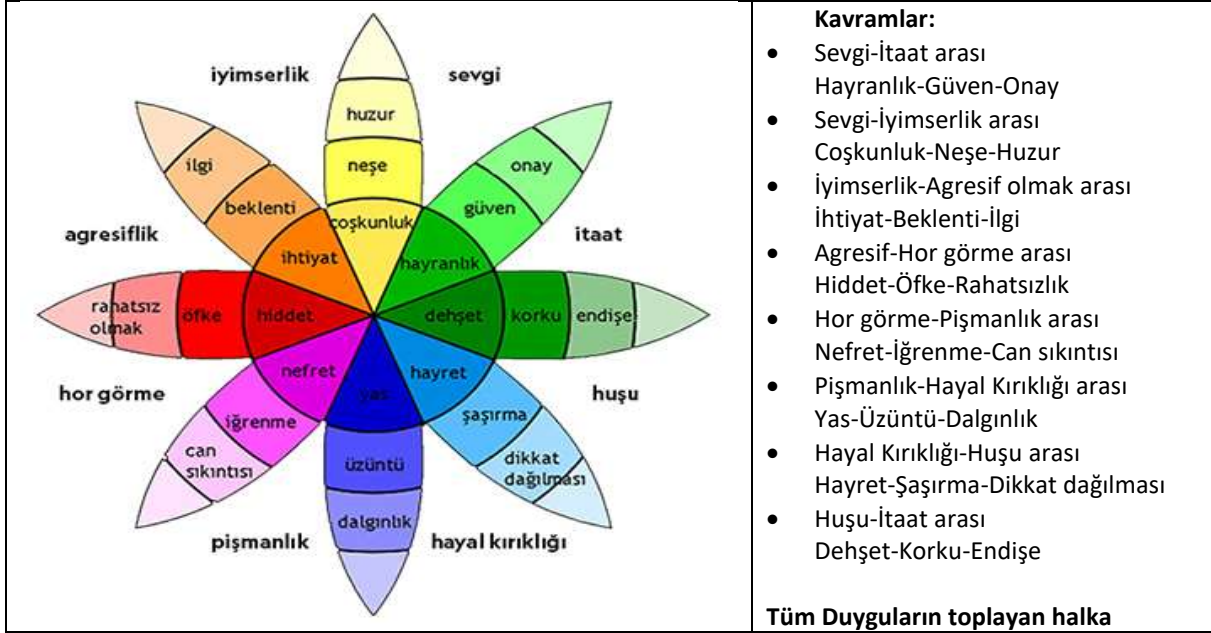 iyimserlik
sevgi
huzur
neşe
coşkunluk
ilgi
beklenti
ihtiyat
onay
güven
hayranlık
agresiflik
itaat
rahatsız
olmak
öfke
hiddet
dehşet
korku
endişe
hor görme
huşu
nefret
iğrenme
can
sıkıntısı
yas
üzüntü
dalgınlık
hayret
şaşırma
dikkat
dağılması
pişmanlık
hayal kırıklığı
Kavramlar:
• Sevgi-İtaat arası
Hayranlık-Güven-Onay
• Sevgi-İyimserlik arası
Coşkunluk-Neşe-Huzur
• İyimserlik-Agresif olmak arası
İhtiyat-Beklenti-İlgi
• Agresif-Hor görme arası
Hiddet-Öfke-Rahatsızlık
• Hor görme-Pişmanlık arası
Nefret-İğrenme-Can sıkıntısı
• Pişmanlık-Hayal Kırıklığı arası
Yas-Üzüntü-Dalgınlık
• Hayal Kırıklığı-Huşu arası
Hayret-Şaşırma-Dikkat dağılması
• Huşu-İtaat arası
Dehşet-Korku-Endişe
Tüm Duyguların toplayan halka